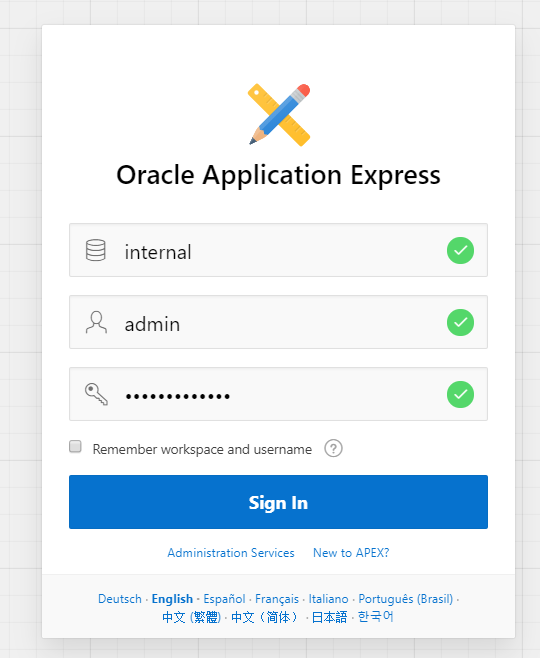 Oracle Application Express
internal
admin
•••••••••••••
Remember workspace and username ?
Sign In
Administration Services New to APEX?
Deutsch · English · Español · Français · Italiano · Português (Brasil) ·
中文 (繁體) · 中文（简体） · 日本語 · 한국어